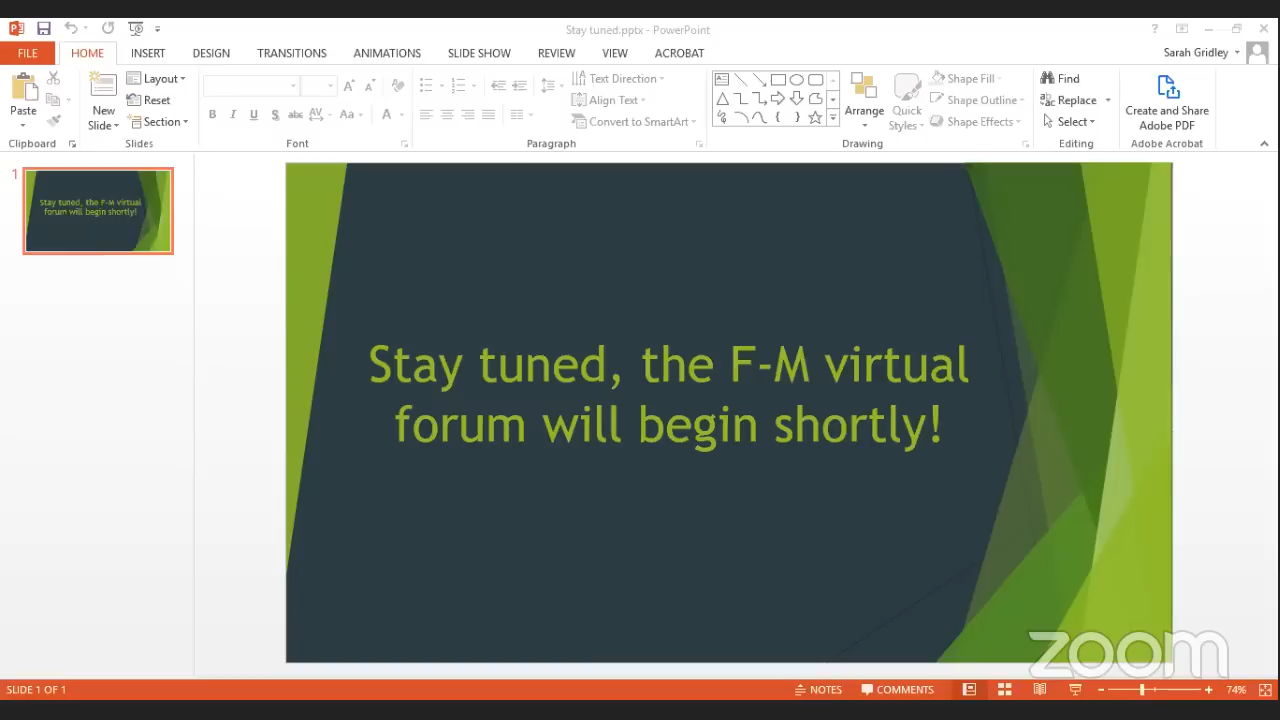 Stay tuned.pptx - PowerPoint
?
FILE HOME INSERT DESIGN TRANSITIONS ANIMATIONS SLIDE SHOW REVIEW VIEW ACROBAT Sarah Gridley
Paste
New
Slide
Layout
Reset
Section
B I U S abc AV Aa A
Text Direction
Align Text
Convert to SmartArt
Arrange
Quick
Styles
Shape Fill
Shape Outline
Shape Effects
Find
Replace
Select
Create and Share
Adobe PDF
Clipboard Slides Font Paragraph Drawing Editing Adobe Acrobat
1
Stay tuned, the F-M virtual
forum will begin shortly!
Stay tuned, the F-M virtual
forum will begin shortly!
zoom
SLIDE 1 OF 1 NOTES COMMENTS 74%